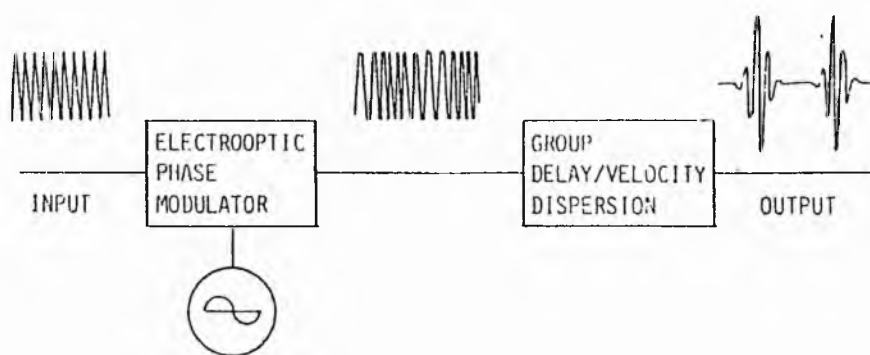 ELECTROOPTIC
PHASE
MODULATOR
GROUP
DELAY/VELOCITY
DISPERSION
INPUT
OUTPUT